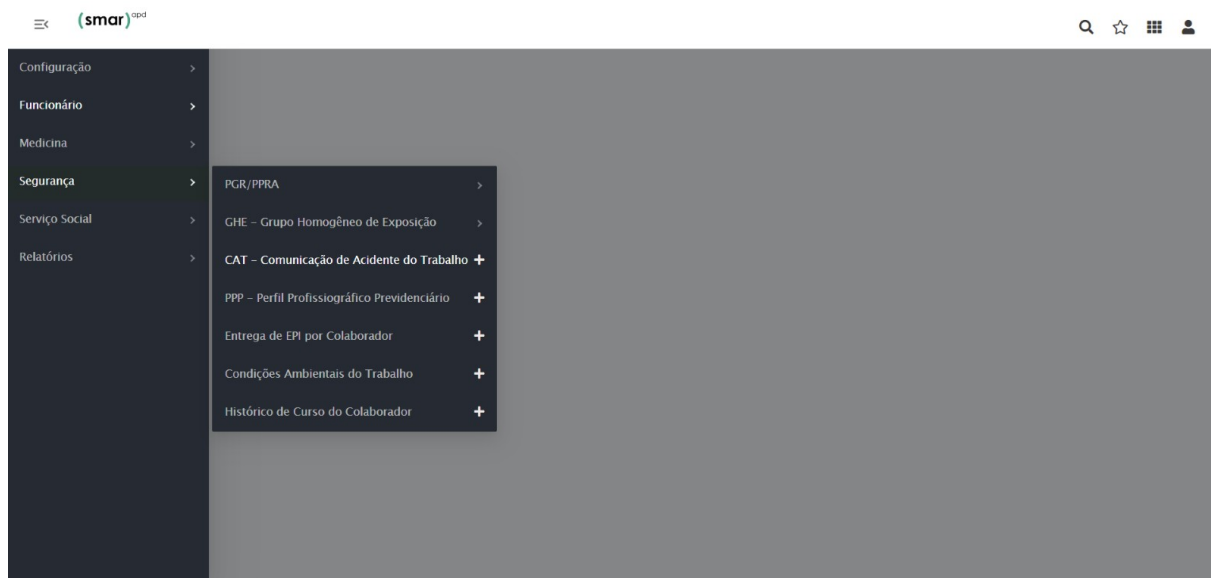 (smar)apd
Configuração
Funcionário
Medicina
Segurança
Serviço Social
Relatórios
PGR/PPRA
GHE – Grupo Homogêneo de Exposição
CAT – Comunicação de Acidente do Trabalho
PPP – Perfil Profissiográfico Previdenciário
Entrega de EPI por Colaborador
Condições Ambientais do Trabalho
Histórico de Curso do Colaborador